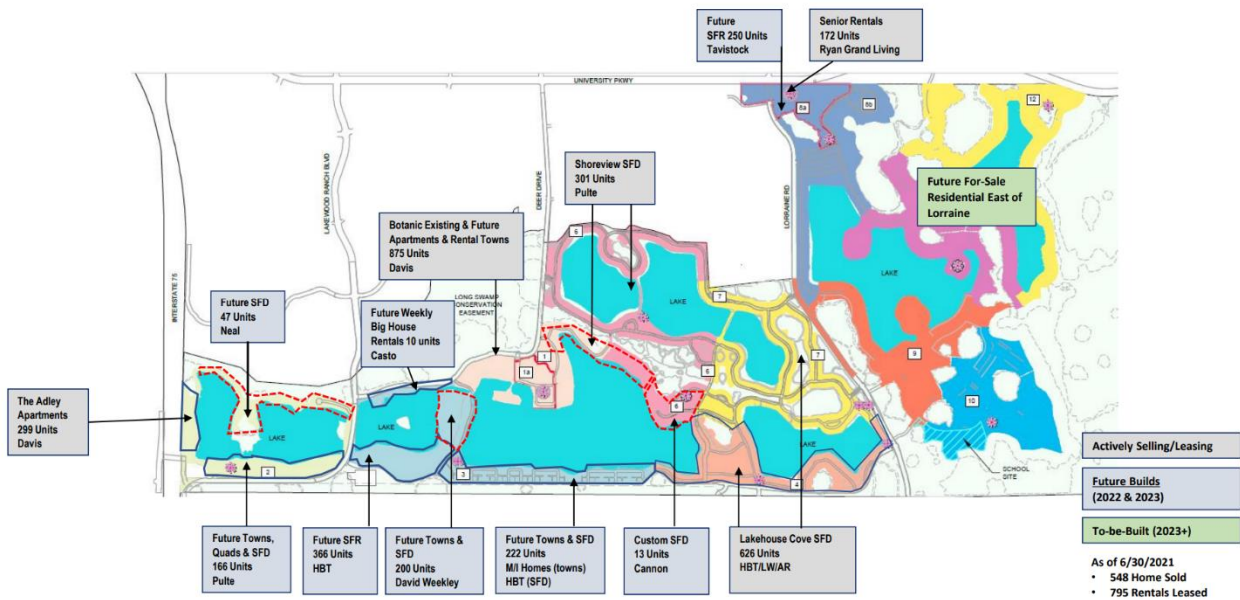 Future
SFR 250 Units
Tavistock
Senior Rentals
172 Units
Ryan Grand Living
UNIVERSITY PKWY
12
8a
8b
Shoreview SFD
301 Units
Pulte
Future For-Sale
Residential East of
Lorraine
LAKEWOOD RANCH BLVD
DEER DRIVE
LORRAINE RD
Botanic Existing & Future
Apartments & Rental Towns
875 Units
Davis
6
INTERSTATE 75
LONG SWAMP
CONSERVATION
EASEMENT
LAKE
LAKE
7
Future SFD
47 Units
Neal
Future Weekly
Big House
Rentals 10 units
Casto
1
1a
7
9
6
6
10
The Adley
Apartments
299 Units
Davis
LAKE
LAKE
LAKE
2
3
4
SCHOOL
SITE
Actively Selling/Leasing
Future Builds
(2022 & 2023)
To-be-Built (2023+)
Future Towns,
Quads & SFD
166 Units
Pulte
Future SFR
366 Units
HBT
Future Towns &
SFD
200 Units
David Weekley
Future Towns & SFD
222 Units
M/I Homes (towns)
HBT (SFD)
Custom SFD
13 Units
Cannon
Lakehouse Cove SFD
626 Units
HBT/LW/AR
As of 6/30/2021
• 548 Home Sold
• 795 Rentals Leased